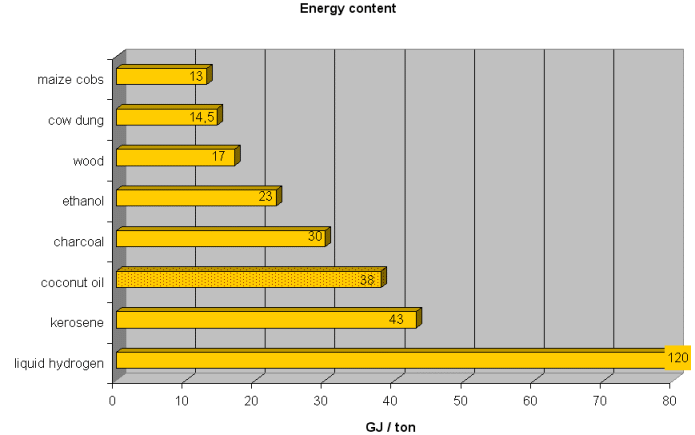 Energy content
maize cobs 13
cow dung 14,5
wood 17
ethanol 23
charcoal 30
coconut oil 38
kerosene 43
liquid hydrogen 120
0 10 20 30 40 50 60 70 80
GJ / ton